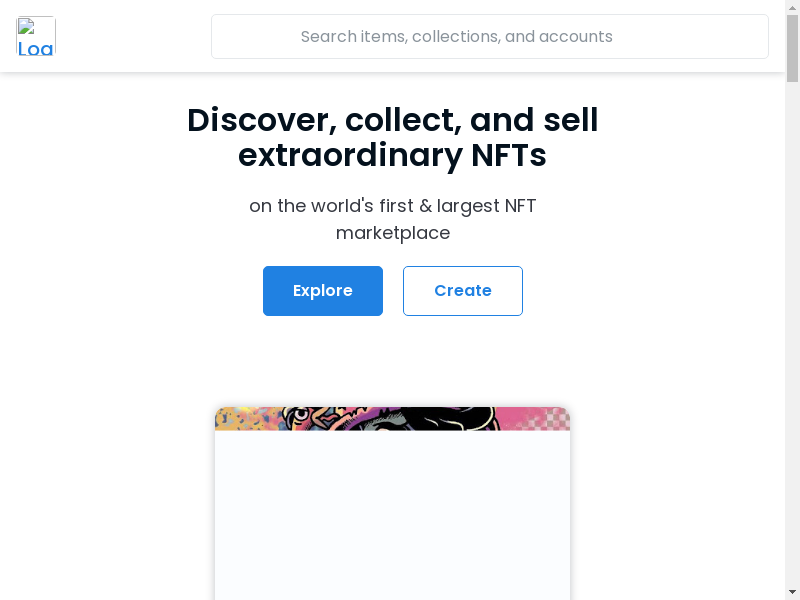 Loa
Search items, collections, and accounts
Discover, collect, and sell
extraordinary NFTs
on the world's first & largest NFT
marketplace
Explore
Create